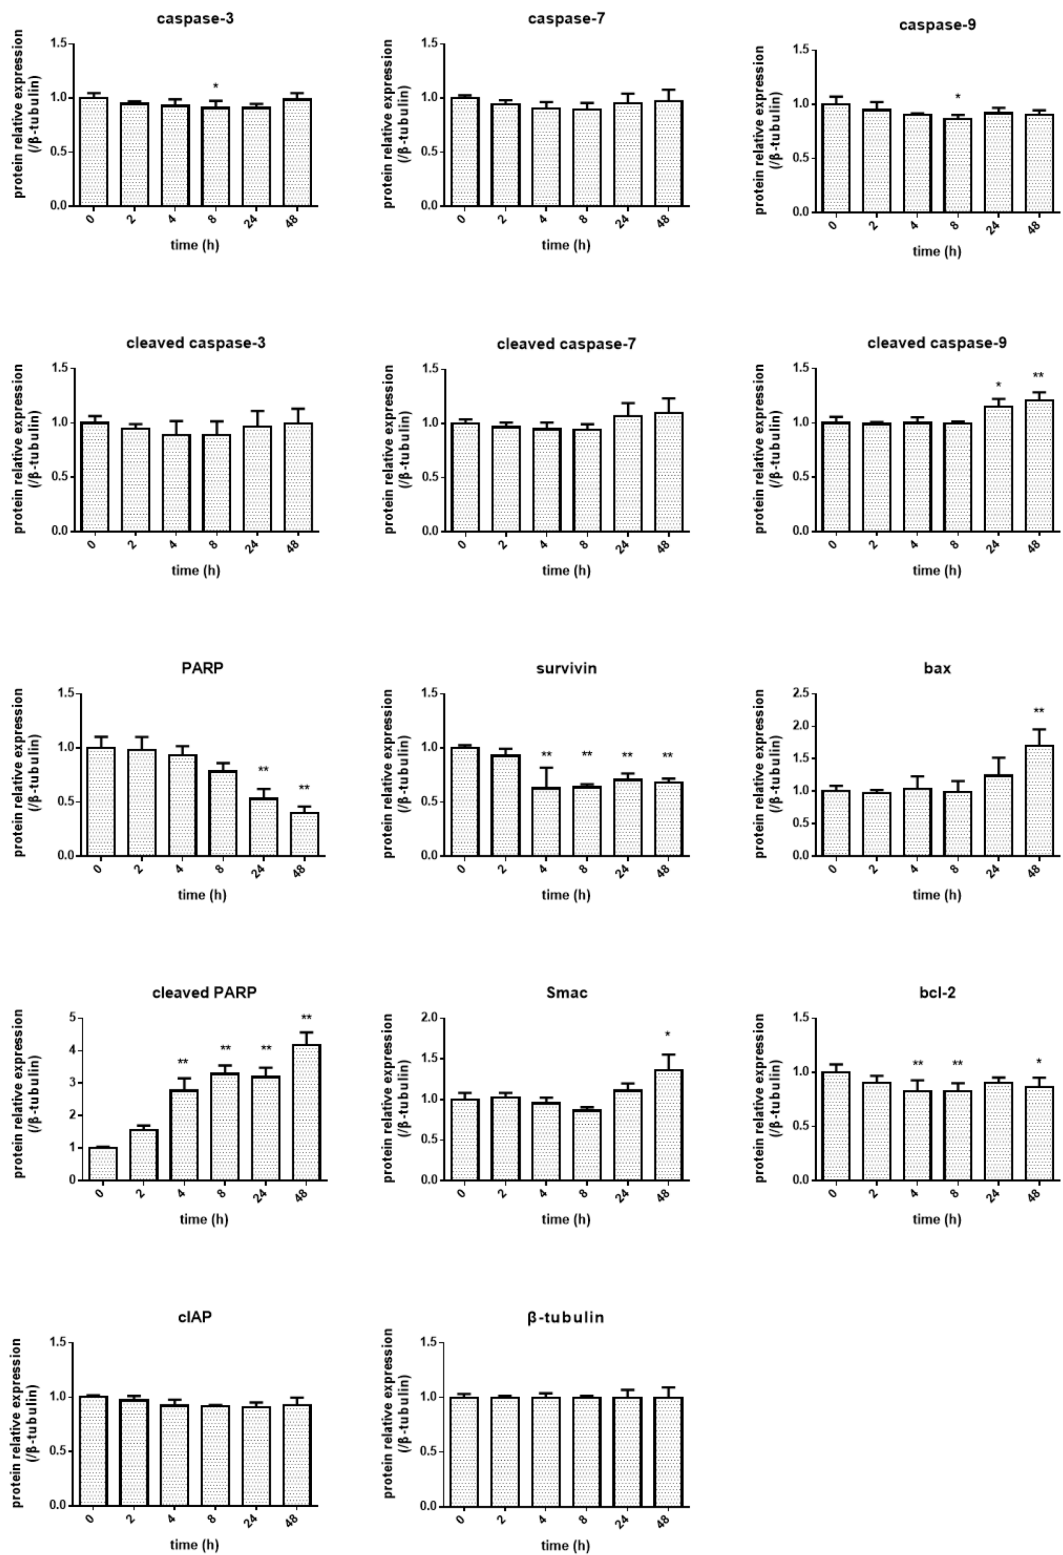 caspase-3
protein relative expression
(/β-tubulin)
1.5
1.0
0.5
0.0
*
0 2 4 8 24 48
time (h)
caspase-7
protein relative expression
(/β-tubulin)
1.5
1.0
0.5
0.0
0 2 4 8 24 48
time (h)
caspase-9
protein relative expression
(/β-tubulin)
1.5
1.0
0.5
0.0
*
0 2 4 8 24 48
time (h)
cleaved caspase-3
protein relative expression
(/β-tubulin)
1.5
1.0
0.5
0.0
0 2 4 8 24 48
time (h)
cleaved caspase-7
protein relative expression
(/β-tubulin)
1.5
1.0
0.5
0.0
0 2 4 8 24 48
time (h)
cleaved caspase-9
protein relative expression
(/β-tubulin)
1.5
1.0
0.5
0.0
* **
0 2 4 8 24 48
time (h)
PARP
protein relative expression
(/β-tubulin)
1.5
1.0
0.5
0.0
** **
0 2 4 8 24 48
time (h)
survivin
protein relative expression
(/β-tubulin)
1.5
1.0
0.5
0.0
** ** ** **
0 2 4 8 24 48
time (h)
bax
protein relative expression
(/β-tubulin)
2.5
2.0
1.5
1.0
0.5
0.0
**
0 2 4 8 24 48
time (h)
cleaved PARP
protein relative expression
(/β-tubulin)
5
4
3
2
1
0
** ** ** **
0 2 4 8 24 48
time (h)
Smac
protein relative expression
(/β-tubulin)
2.0
1.5
1.0
0.5
0.0
*
0 2 4 8 24 48
time (h)
bcl-2
protein relative expression
(/β-tubulin)
1.5
1.0
0.5
0.0
** ** *
0 2 4 8 24 48
time (h)
cIAP
protein relative expression
(/β-tubulin)
1.5
1.0
0.5
0.0
0 2 4 8 24 48
time (h)
β-tubulin
protein relative expression
(/β-tubulin)
1.5
1.0
0.5
0.0
0 2 4 8 24 48
time (h)